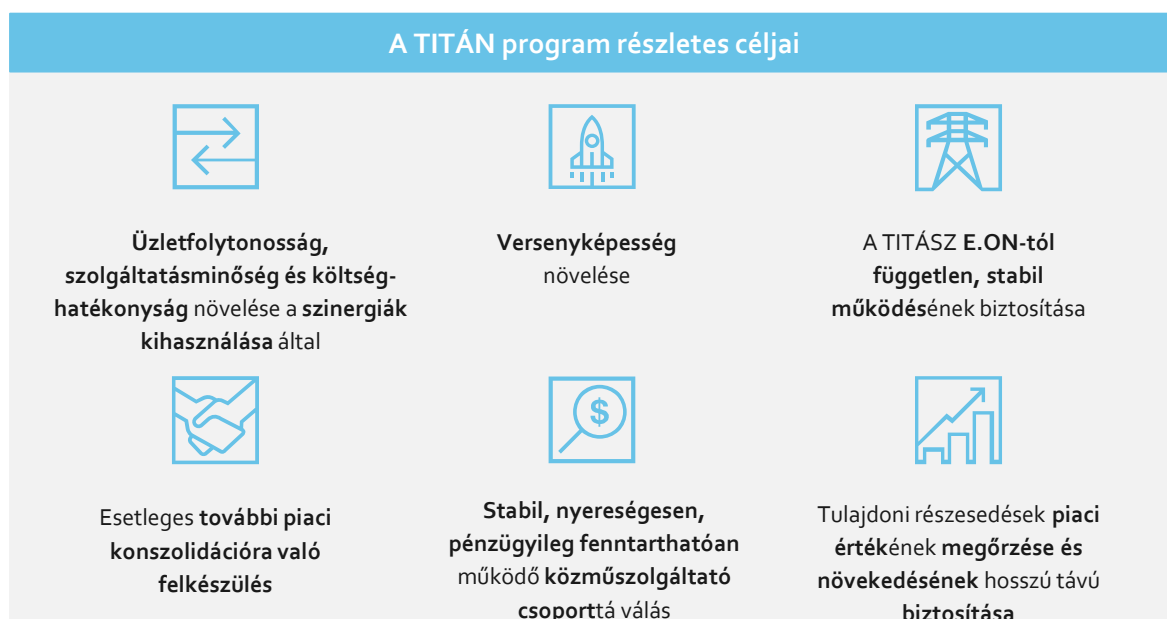 A TITÁN program részletes céljai
Üzletfolytonosság,
szolgáltatásminőség és költség-
hatékonyság növelése a szinergiák
kihasználása által
Versenyképesség
növelése
A TITÁSZ E.ON-tól
független, stabil
működésének biztosítása
Esetleges további piaci
konszolidációra való
felkészülés
$
Stabil, nyereségesen,
pénzügyileg fenntarthatóan
működő közműszolgáltató
csoporttá válás
Tulajdoni részesedések piaci
értékének megőrzése és
növekedésének hosszú távú
biztosítása